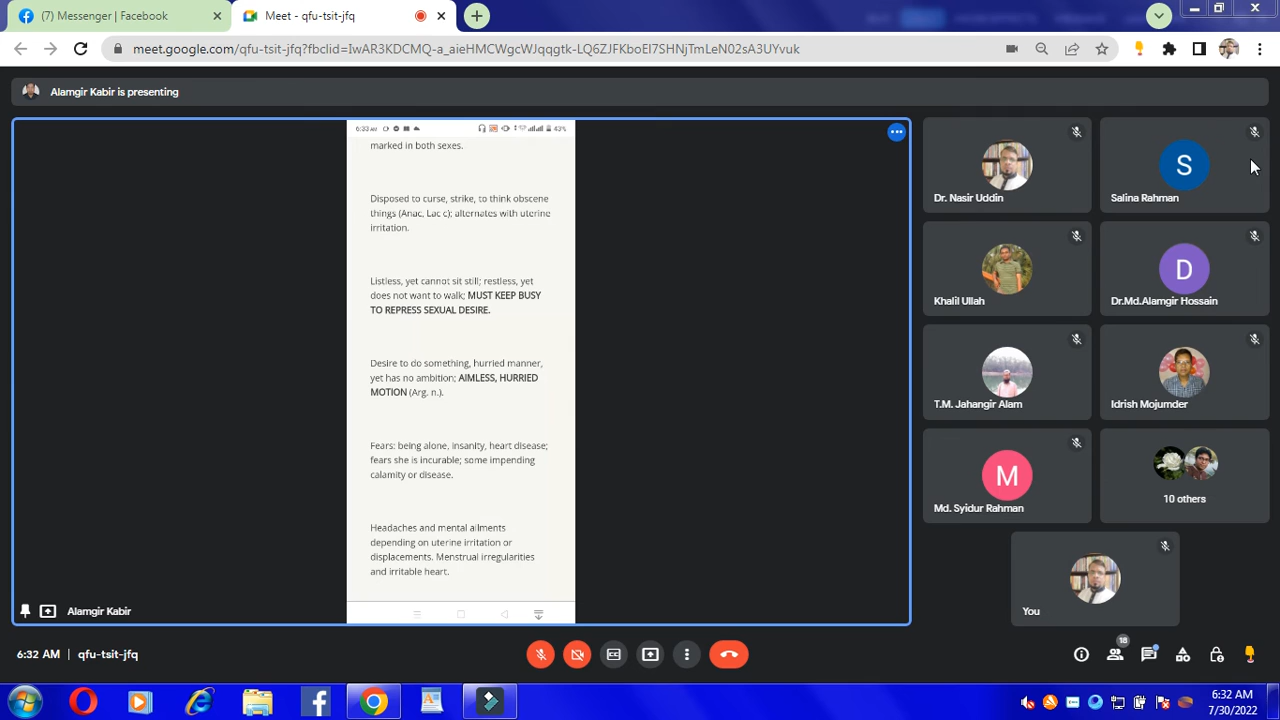 (7) Messenger | Facebook
Meet - qfu-tsit-jfq
meet.google.com/qfu-tsit-jfq?fbclid=IwAR3KDCMQ-a_aieHMCWgcWJqqgtk-LQ6ZJFKboEl7SHNjTmLeN02sA3UYvuk
Alamgir Kabir is presenting
6:33 AM
43%
marked in both sexes.
Disposed to curse, strike, to think obscene
things (Anac, Lac c); alternates with uterine
irritation.
Listless, yet cannot sit still; restless, yet
does not want to walk; MUST KEEP BUSY
TO REPRESS SEXUAL DESIRE.
Desire to do something, hurried manner,
yet has no ambition; AIMLESS, HURRIED
MOTION (Arg. n.).
Fears: being alone, insanity, heart disease;
fears she is incurable; some impending
calamity or disease.
Headaches and mental ailments
depending on uterine irritation or
displacements. Menstrual irregularities
and irritable heart.
Alamgir Kabir
Dr. Nasir Uddin
S
Salina Rahman
Khalil Ullah
D
Dr.Md.Alamgir Hossain
T.M. Jahangir Alam
Idrish Mojumder
M
Md. Syidur Rahman
10 others
You
6:32 AM | qfu-tsit-jfq
18
6:32 AM
7/30/2022